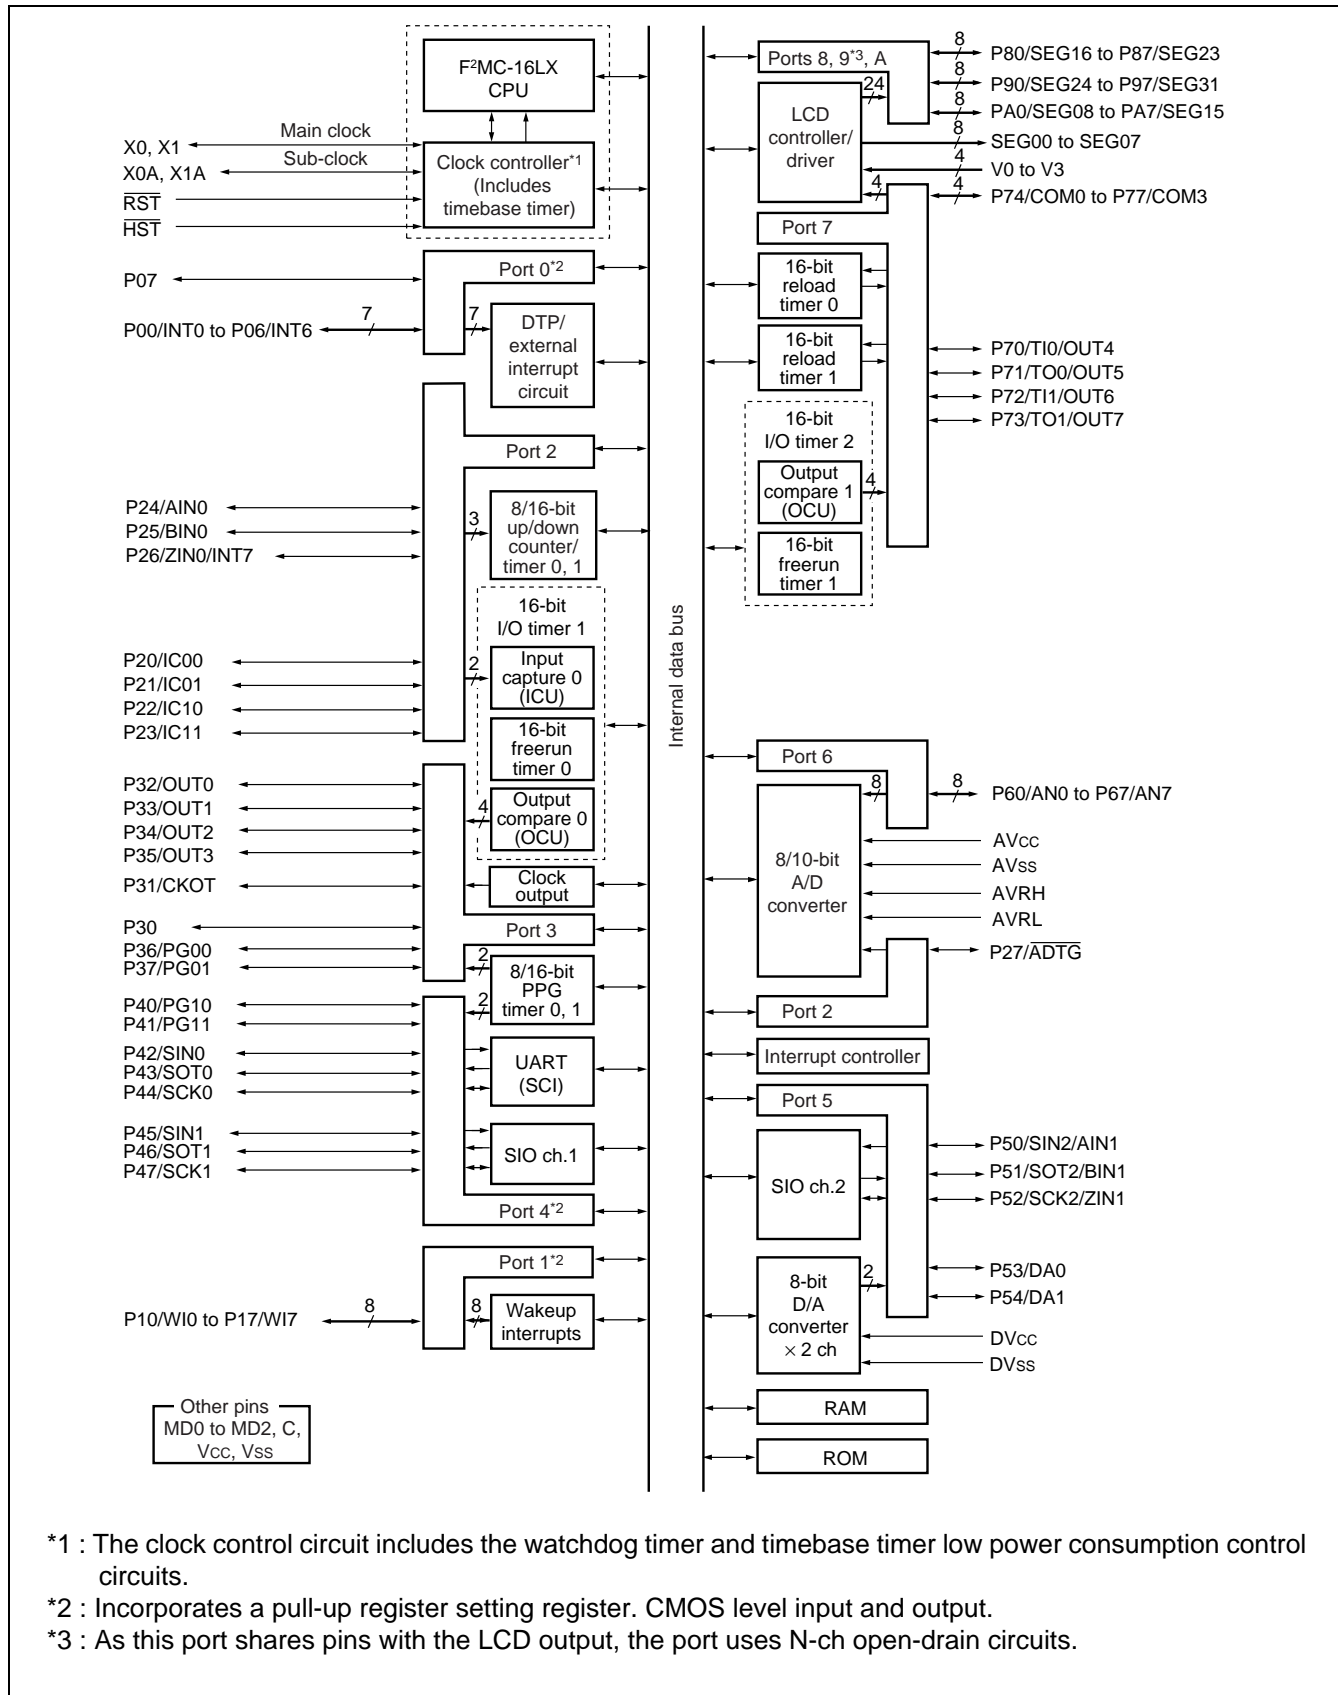 F²MC-16LX
CPU
Main clock
X0, X1
Sub-clock
X0A, X1A
RST
HST
Clock controller*1
(Includes
timebase timer)
Port 0*2
P07
7
7
P00/INT0 to P06/INT6
DTP/
external
interrupt
circuit
Port 2
P24/AIN0
P25/BIN0
P26/ZIN0/INT7
3
8/16-bit
up/down
counter/
timer 0, 1
16-bit
I/O timer 1
P20/IC00
P21/IC01
P22/IC10
P23/IC11
2
Input
capture 0
(ICU)
16-bit
freerun
timer 0
P32/OUT0
P33/OUT1
P34/OUT2
P35/OUT3
4
Output
compare 0
(OCU)
P31/CKOT
Clock
output
P30
Port 3
P36/PG00
P37/PG01
2
8/16-bit
PPG
timer 0, 1
P40/PG10
P41/PG11
2
P42/SIN0
P43/SOT0
P44/SCK0
UART
(SCI)
P45/SIN1
P46/SOT1
P47/SCK1
SIO ch.1
Port 4*2
Port 1*2
P10/WI0 to P17/WI7
8
8
Wakeup
interrupts
Other pins
MD0 to MD2, C,
VCC, VSS
Internal data bus
Ports 8, 9*3, A
8
P80/SEG16 to P87/SEG23
8
P90/SEG24 to P97/SEG31
24
8
PA0/SEG08 to PA7/SEG15
LCD
controller/
driver
8
SEG00 to SEG07
4
V0 to V3
4
4
P74/COM0 to P77/COM3
Port 7
16-bit
reload
timer 0
16-bit
reload
timer 1
P70/TI0/OUT4
P71/TO0/OUT5
P72/TI1/OUT6
P73/TO1/OUT7
16-bit
I/O timer 2
Output
compare 1
(OCU)
4
16-bit
freerun
timer 1
Port 6
8
8
P60/AN0 to P67/AN7
8/10-bit
A/D
converter
AVCC
AVSS
AVRH
AVRL
P27/ADTG
Port 2
Interrupt controller
Port 5
SIO ch.2
P50/SIN2/AIN1
P51/SOT2/BIN1
P52/SCK2/ZIN1
8-bit
D/A
converter
× 2 ch
2
P53/DA0
P54/DA1
DVCC
DVSS
RAM
ROM
*1 : The clock control circuit includes the watchdog timer and timebase timer low power consumption control
circuits.
*2 : Incorporates a pull-up register setting register. CMOS level input and output.
*3 : As this port shares pins with the LCD output, the port uses N-ch open-drain circuits.